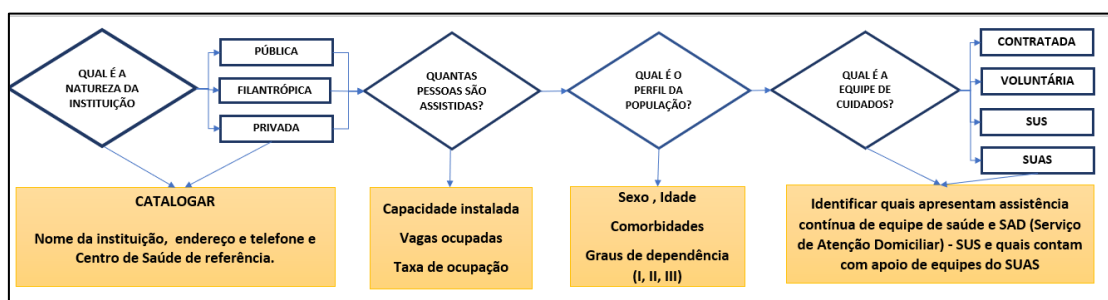 QUAL É A
NATUREZA DA
INSTITUIÇÃO
PÚBLICA
FILANTRÓPICA
PRIVADA
QUANTAS
PESSOAS SÃO
ASSISTIDAS?
QUAL É O
PERFIL DA
POPULAÇÃO?
QUAL É A
EQUIPE DE
CUIDADOS?
CONTRATADA
VOLUNTÁRIA
SUS
SUAS
CATALOGAR
Nome da instituição, endereço e telefone e
Centro de Saúde de referência.
Capacidade instalada
Vagas ocupadas
Taxa de ocupação
Sexo , Idade
Comorbidades
Graus de dependência
(I, II, III)
Identificar quais apresentam assistência
contínua de equipe de saúde e SAD (Serviço
de Atenção Domiciliar) - SUS e quais contam
com apoio de equipes do SUAS